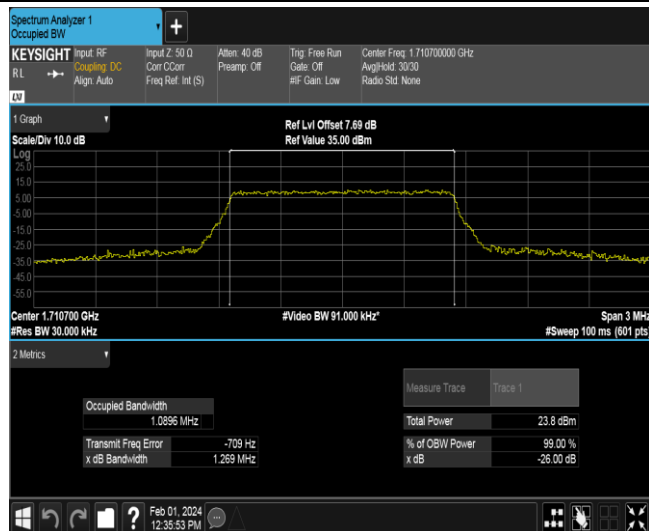 Spectrum Analyzer 1
Occupied BW
+
KEYSIGHT Input: RF Input Z: 50 Ω Atten: 40 dB Trig: Free Run Center Freq: 1.710700000 GHz
RL Coupling: DC Corr CCorr Preamp: Off Gate: Off Avg|Hold: 30/30
Align: Auto Freq Ref: Int (S) #IF Gain: Low Radio Std: None
1 Graph
Ref Lvl Offset 7.69 dB
Scale/Div 10.0 dB Ref Value 35.00 dBm
Log
25.0
15.0
5.00
-5.00
-15.0
-25.0
-35.0
-45.0
-55.0
Center 1.710700 GHz #Video BW 91.000 kHz* Span 3 MHz
#Res BW 30.000 kHz #Sweep 100 ms (601 pts)
2 Metrics
Measure Trace Trace 1
Occupied Bandwidth
1.0896 MHz Total Power 23.8 dBm
Transmit Freq Error -709 Hz % of OBW Power 99.00 %
x dB Bandwidth 1.269 MHz x dB -26.00 dB
? Feb 01, 2024
12:35:53 PM